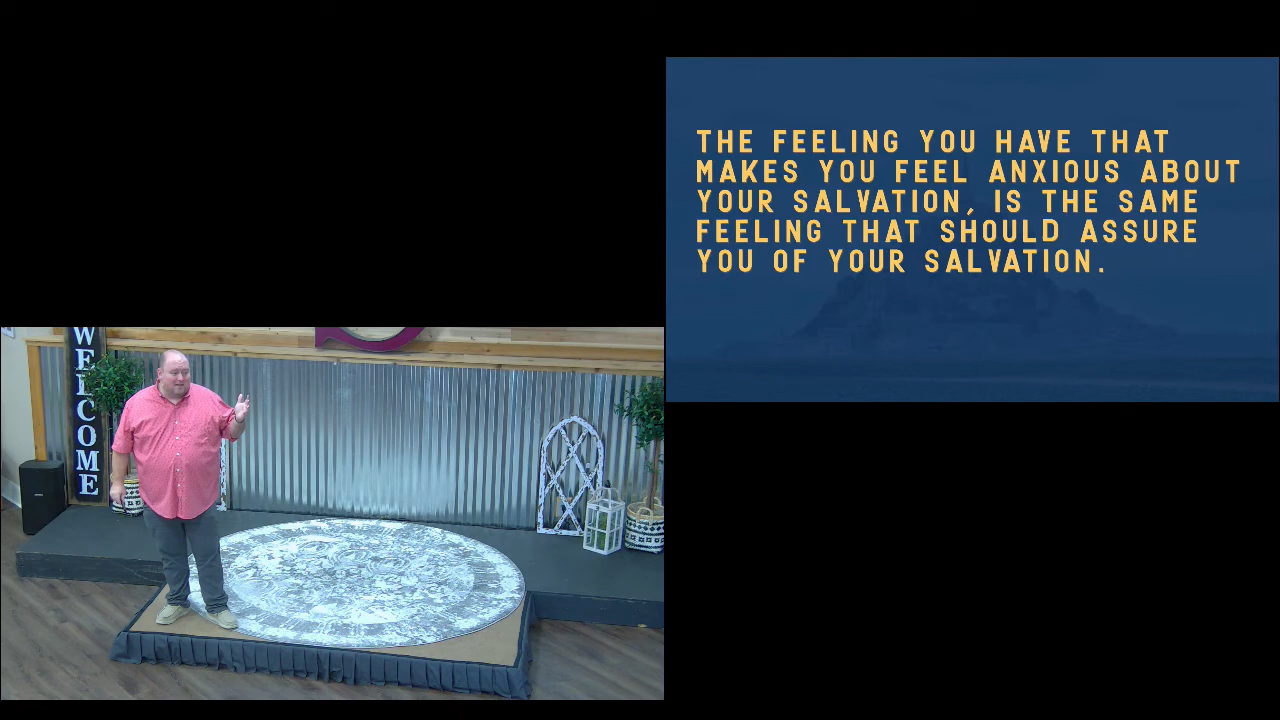 THE FEELING YOU HAVE THAT
MAKES YOU FEEL ANXIOUS ABOUT
YOUR SALVATION, IS THE SAME
FEELING THAT SHOULD ASSURE
YOU OF YOUR SALVATION.
WELCOME